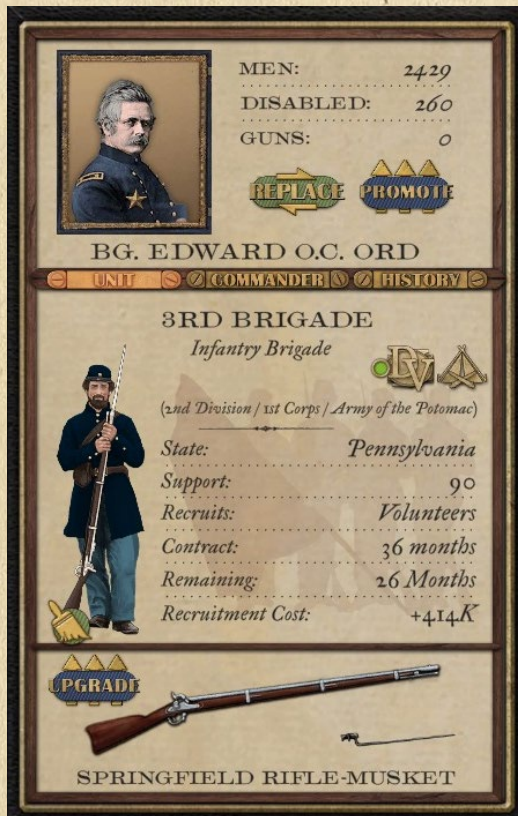 MEN: 2429
DISABLED: 260
GUNS: 0
REPLACE PROMOTE
BG. EDWARD O.C. ORD
UNIT COMMANDER HISTORY
3RD BRIGADE
Infantry Brigade
DV
(2nd Division / 1st Corps / Army of the Potomac)
State: Pennsylvania
Support: 90
Recruits: Volunteers
Contract: 36 months
Remaining: 26 Months
Recruitment Cost: +414K
UPGRADE
SPRINGFIELD RIFLE-MUSKET